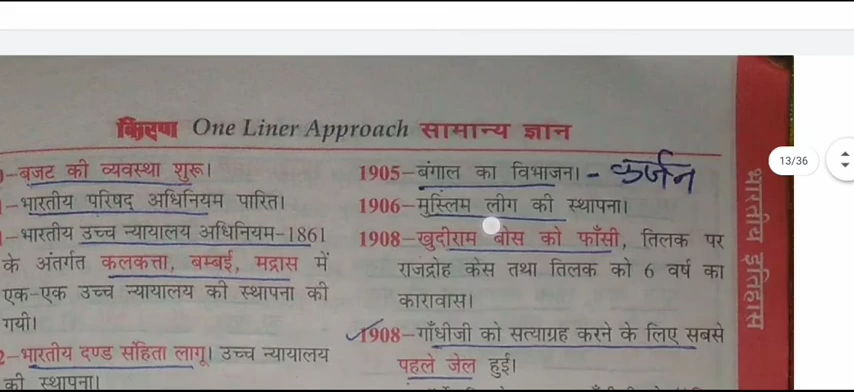 किरण One Liner Approach सामान्य ज्ञान
13/36
–बजट की व्यवस्था शुरू।
–भारतीय परिषद् अधिनियम पारित।
–भारतीय उच्च न्यायालय अधिनियम–1861
के अंतर्गत कलकत्ता, बम्बई, मद्रास में
एक-एक उच्च न्यायालय की स्थापना की
गयी।
2–भारतीय दण्ड संहिता लागू। उच्च न्यायालय
की स्थापना।
1905–बंगाल का विभाजन। – कर्जन
1906–मुस्लिम लीग की स्थापना।
1908–खुदीराम बोस को फाँसी, तिलक पर
राजद्रोह केस तथा तिलक को 6 वर्ष का
कारावास।
1908–गाँधीजी को सत्याग्रह करने के लिए सबसे
पहले जेल हुई।
भारतीय इतिहास